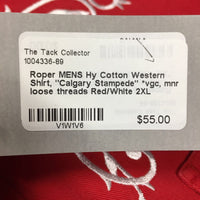 The Tack Collector
1004336-89
Roper MENS Hy Cotton Western
Shirt, "Calgary Stampede" *vgc, mnr
loose threads Red/White 2XL
$55.00
V1W1V6